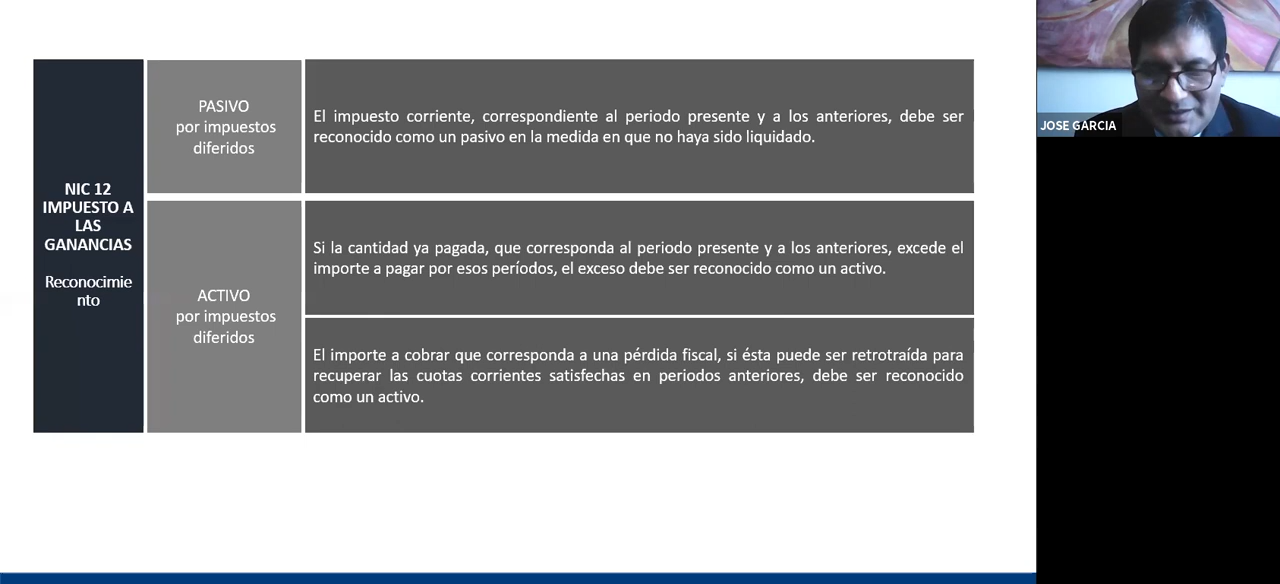 NIC 12
IMPUESTO A
LAS
GANANCIAS
Reconocimie
nto
PASIVO
por impuestos
diferidos
El impuesto corriente, correspondiente al periodo presente y a los anteriores, debe ser
reconocido como un pasivo en la medida en que no haya sido liquidado.
ACTIVO
por impuestos
diferidos
Si la cantidad ya pagada, que corresponda al periodo presente y a los anteriores, excede el
importe a pagar por esos períodos, el exceso debe ser reconocido como un activo.
El importe a cobrar que corresponda a una pérdida fiscal, si ésta puede ser retrotraída para
recuperar las cuotas corrientes satisfechas en periodos anteriores, debe ser reconocido
como un activo.
JOSE GARCIA